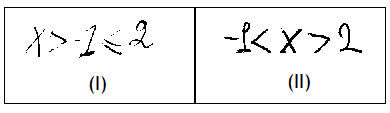 x > -1 ≤ 2
-1 < x > 2
(I)
(II)